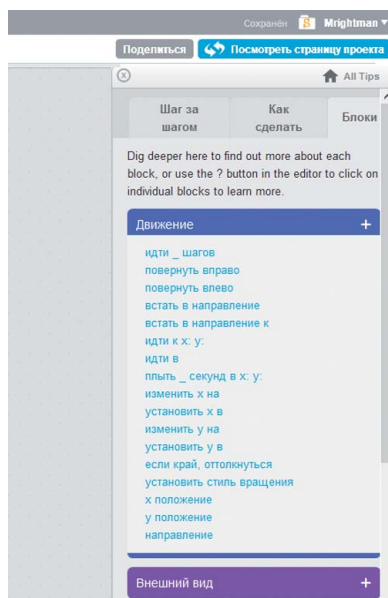 Сохранён Mrightman
Поделиться Посмотреть страницу проекта
All Tips
Шаг за шагом
Как сделать
Блоки
Dig deeper here to find out more about each
block, or use the ? button in the editor to click on
individual blocks to learn more.
Движение +
идти _ шагов
повернуть вправо
повернуть влево
встать в направление
встать в направление к
идти к x: y:
идти в
плыть _ секунд в x: y:
изменить x на
установить x в
изменить y на
установить y в
если край, оттолкнуться
установить стиль вращения
x положение
y положение
направление
Внешний вид +